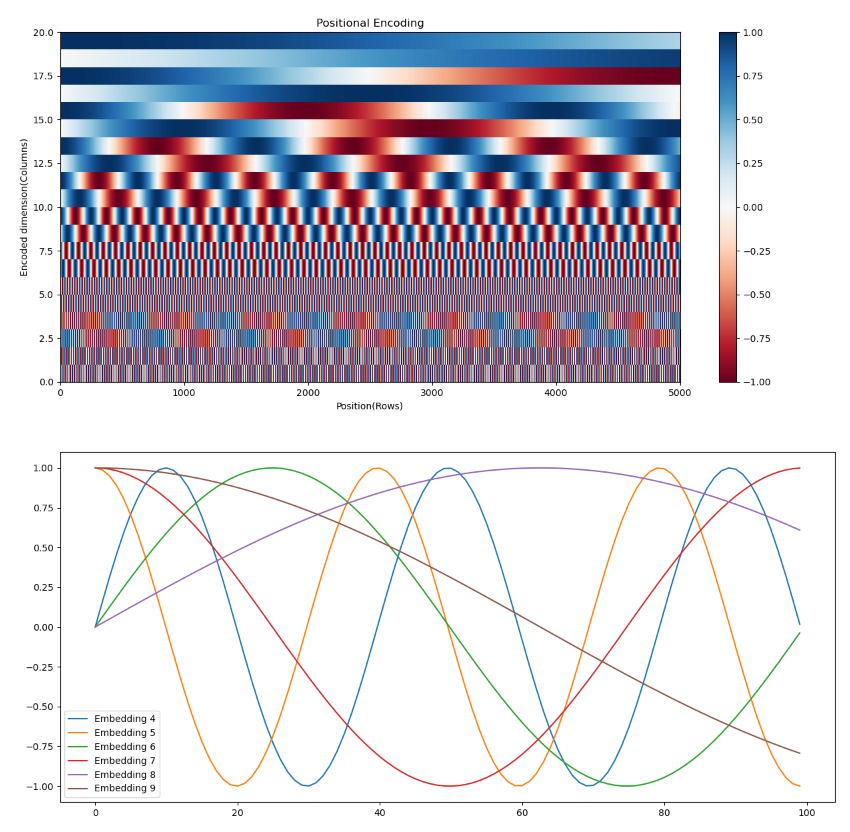 Positional Encoding
Encoded dimension(Columns)
20.0
17.5
15.0
12.5
10.0
7.5
5.0
2.5
0.0
0 1000 2000 3000 4000 5000
Position(Rows)
1.00
0.75
0.50
0.25
0.00
−0.25
−0.50
−0.75
−1.00
1.00
0.75
0.50
0.25
0.00
−0.25
−0.50
−0.75
−1.00
Embedding 4
Embedding 5
Embedding 6
Embedding 7
Embedding 8
Embedding 9
0 20 40 60 80 100